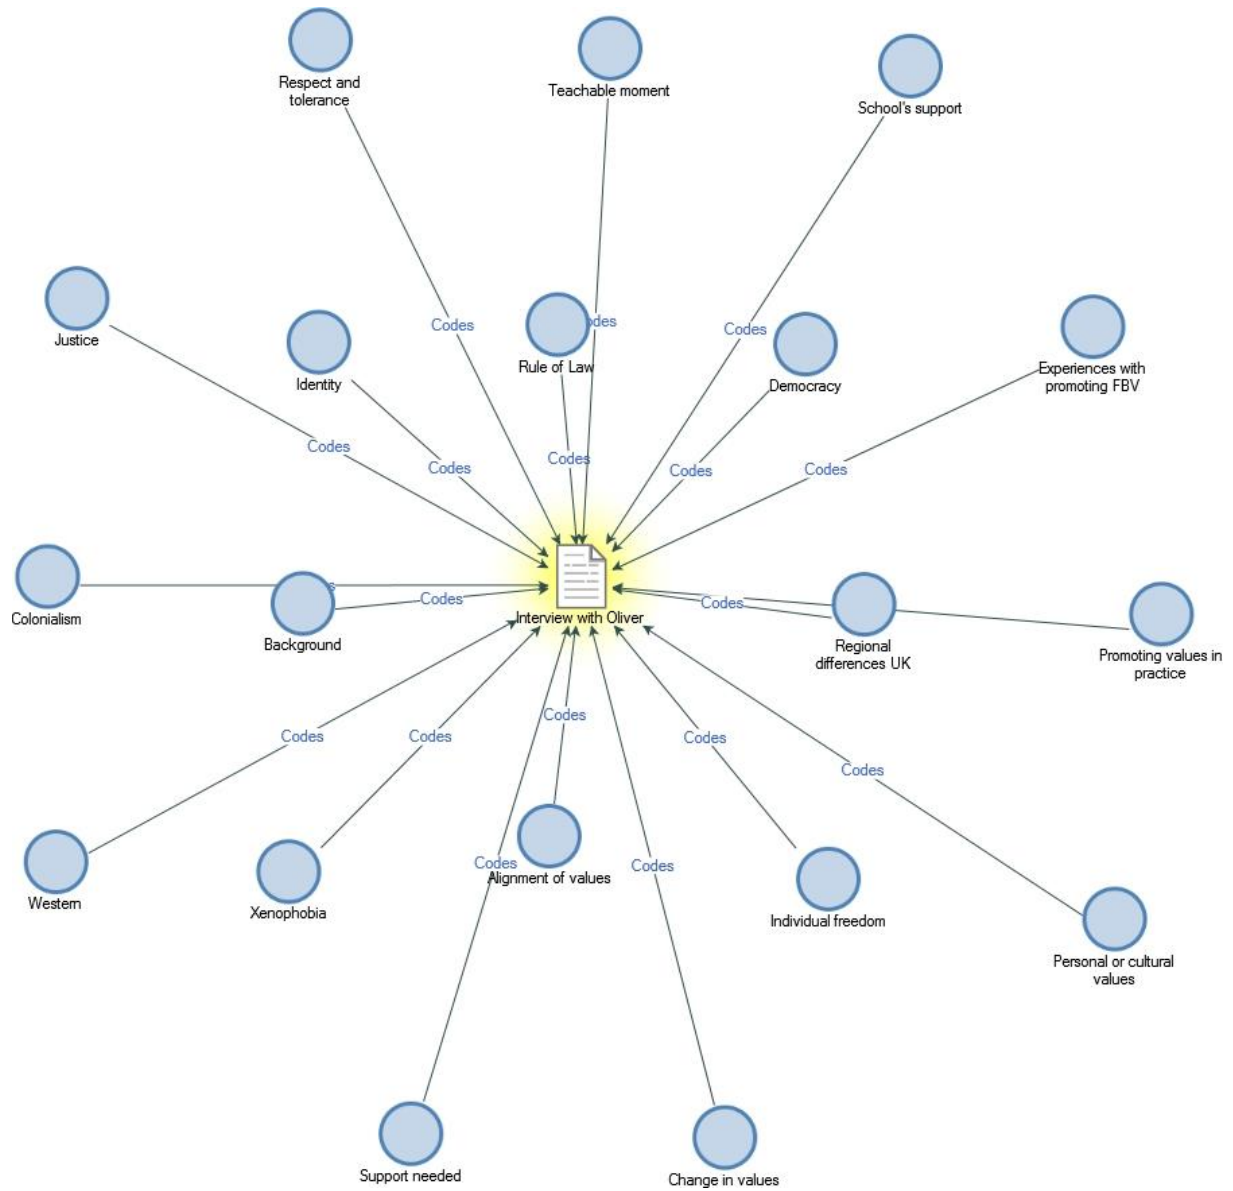 Respect and
tolerance
Teachable moment
School's support
Codes
odes
Codes
Justice
Identity
Rule of Law
Democracy
Experiences with
promoting FBV
Codes
Codes
Codes
Codes
Codes
Colonialism
s
Background
Codes
Interview with Oliver
Codes
Regional
differences UK
Promoting values in
practice
Codes
Codes
Codes
Codes
Codes
Western
Xenophobia
Codes
Alignment of values
Codes
Individual freedom
Personal or cultural
values
Support needed
Change in values